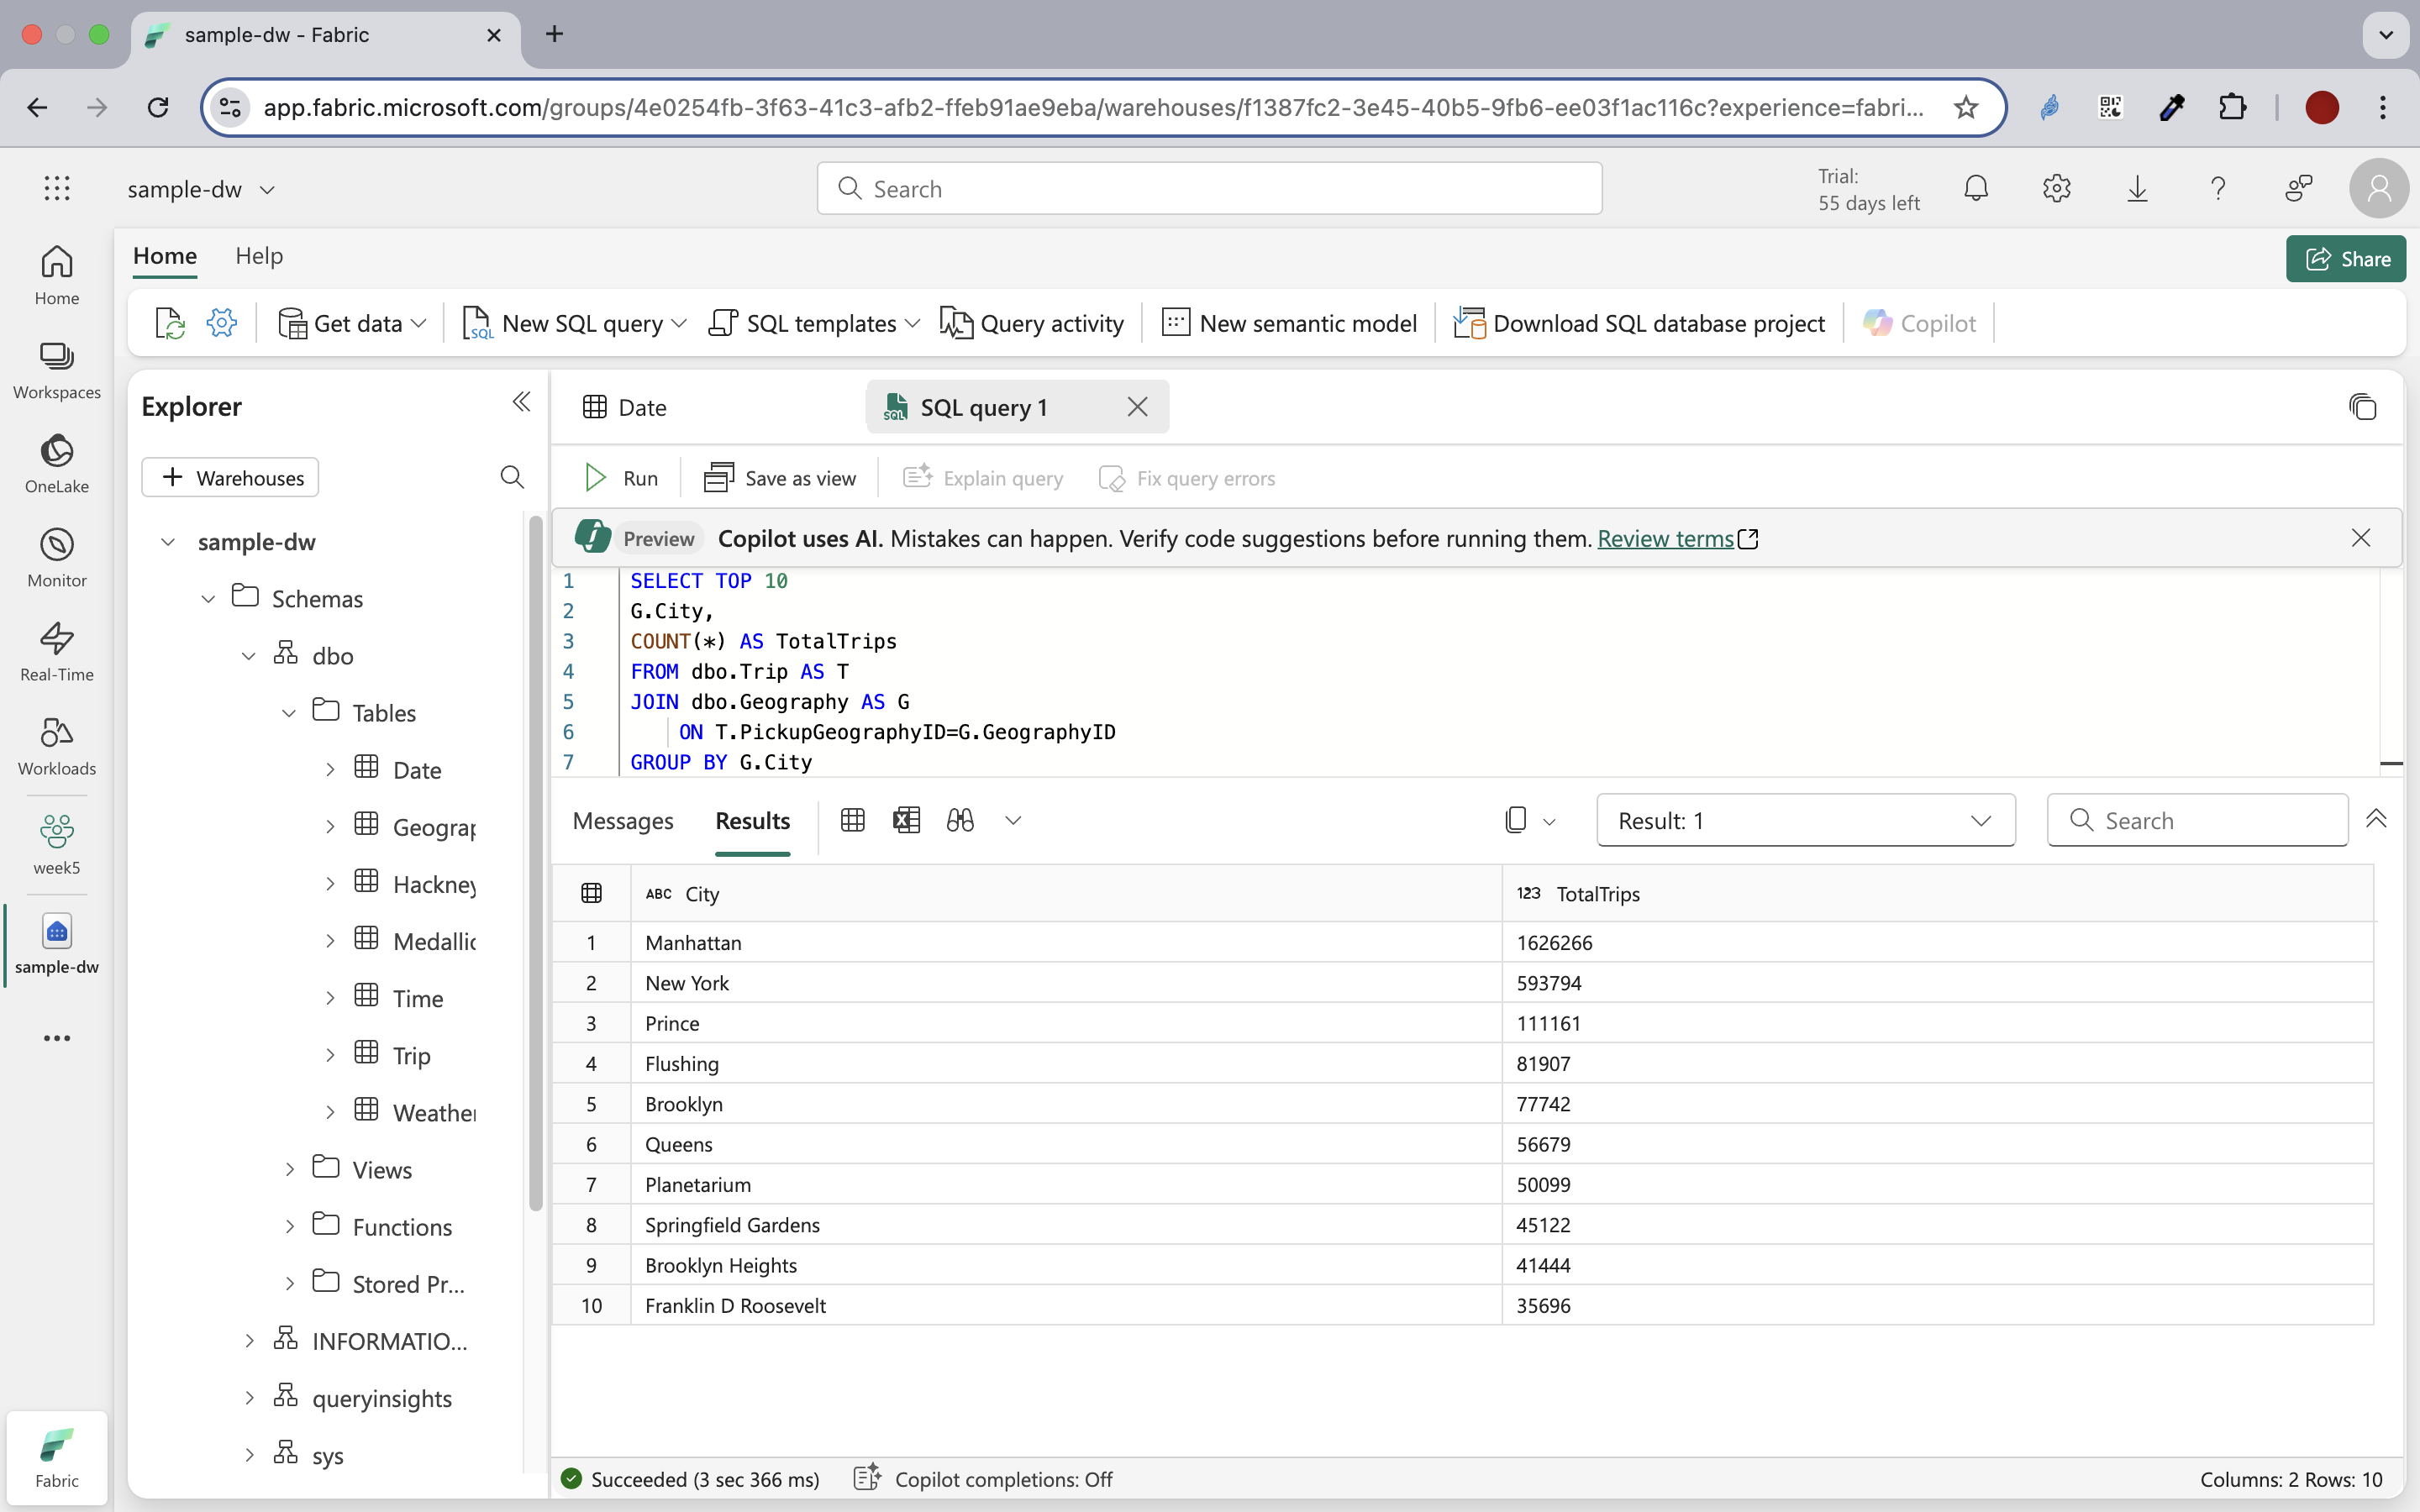 sample-dw - Fabric
app.fabric.microsoft.com/groups/4e0254fb-3f63-41c3-afb2-ffeb91ae9eba/warehouses/f1387fc2-3e45-40b5-9fb6-ee03f1ac116c?experience=fabri...
sample-dw
Search
Trial:
55 days left
Home
Help
Share
Get data
New SQL query
SQL templates
Query activity
New semantic model
Download SQL database project
Copilot
Home
Workspaces
OneLake
Monitor
Real-Time
Workloads
week5
sample-dw
Fabric
Explorer
Warehouses
sample-dw
Schemas
dbo
Tables
Date
Geograp
Hackney
Medallic
Time
Trip
Weather
Views
Functions
Stored Pr...
INFORMATIO...
queryinsights
sys
Date
SQL query 1
Run
Save as view
Explain query
Fix query errors
Preview Copilot uses AI. Mistakes can happen. Verify code suggestions before running them. Review terms
1 SELECT TOP 10
2 G.City,
3 COUNT(*) AS TotalTrips
4 FROM dbo.Trip AS T
5 JOIN dbo.Geography AS G
6 ON T.PickupGeographyID=G.GeographyID
7 GROUP BY G.City
Messages
Results
Result: 1
Search
ABC City 123 TotalTrips
1 Manhattan 1626266
2 New York 593794
3 Prince 111161
4 Flushing 81907
5 Brooklyn 77742
6 Queens 56679
7 Planetarium 50099
8 Springfield Gardens 45122
9 Brooklyn Heights 41444
10 Franklin D Roosevelt 35696
Succeeded (3 sec 366 ms)
Copilot completions: Off
Columns: 2 Rows: 10